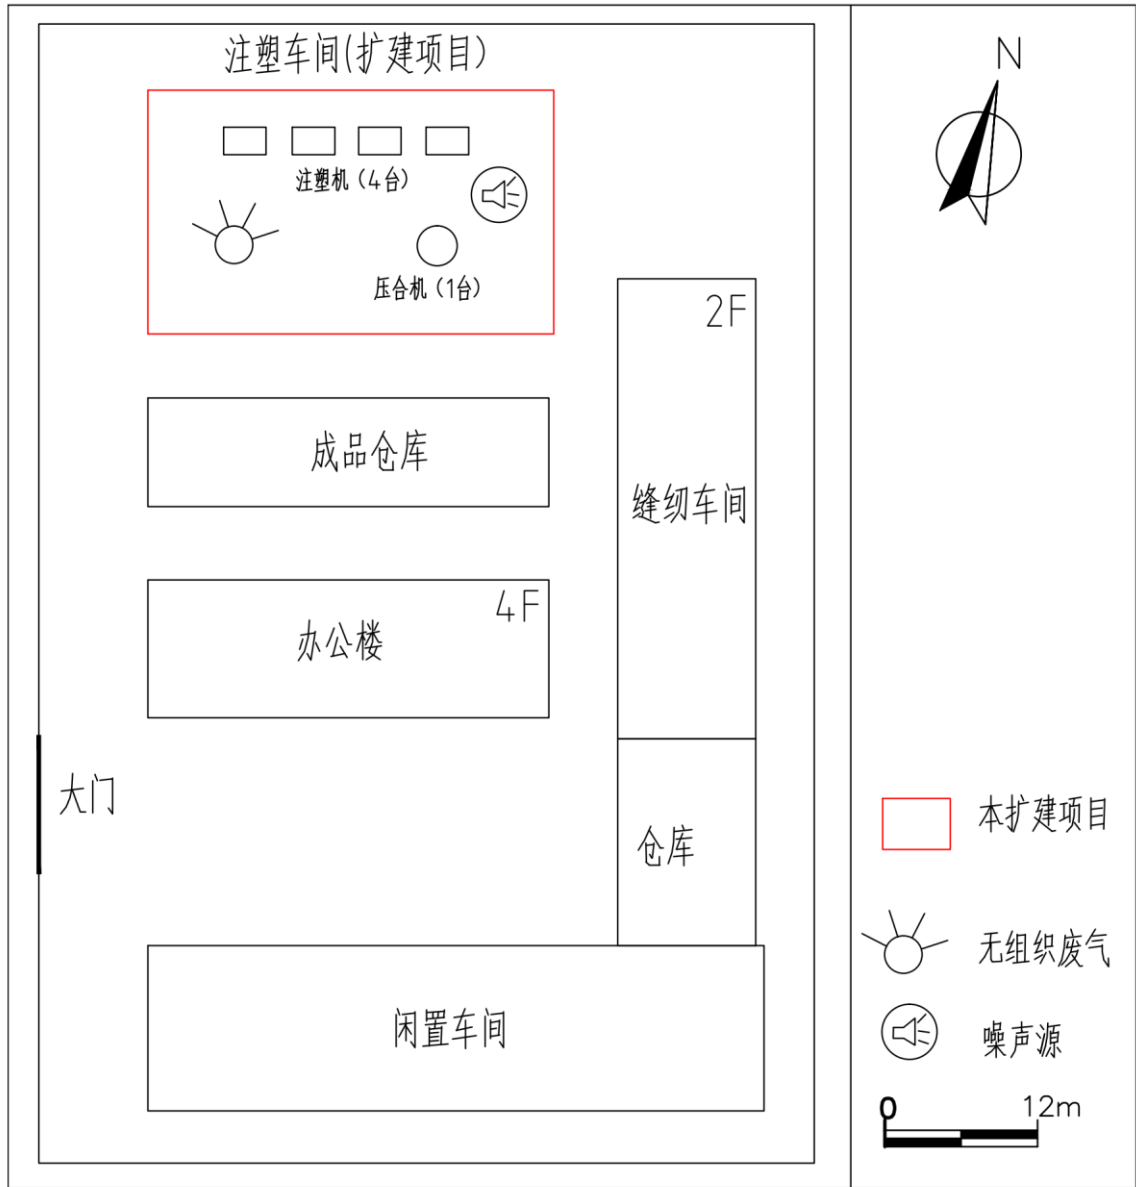 注塑车间(扩建项目)
注塑机（4台）
压合机（1台）
2F
成品仓库
缝纫车间
4F
办公楼
大门
仓库
闲置车间
N
本扩建项目
无组织废气
噪声源
0
12m